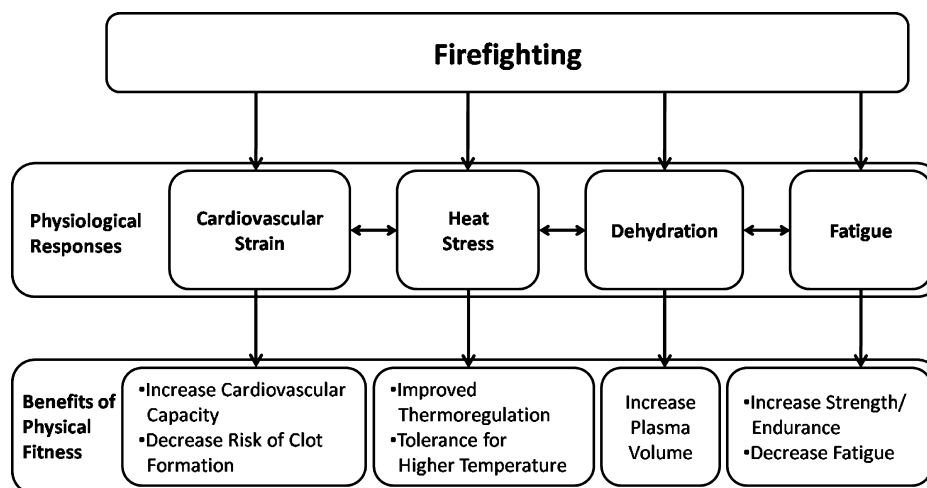 Firefighting
Physiological
Responses
Cardiovascular
Strain
Heat
Stress
Dehydration
Fatigue
Benefits of
Physical
Fitness
▪Increase Cardiovascular
Capacity
▪Decrease Risk of Clot
Formation
▪Improved
Thermoregulation
▪Tolerance for
Higher Temperature
Increase
Plasma
Volume
▪Increase Strength/
Endurance
▪Decrease Fatigue